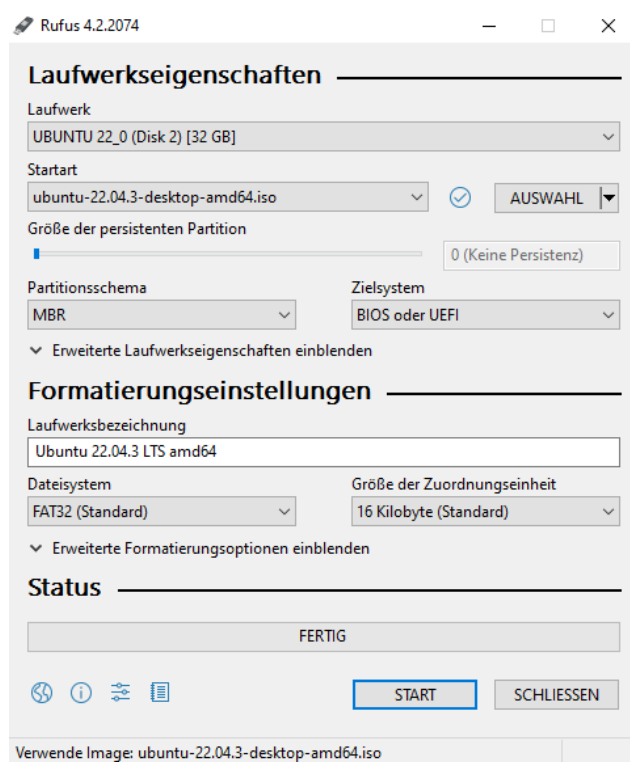 Rufus 4.2.2074
Laufwerkseigenschaften
Laufwerk
UBUNTU 22_0 (Disk 2) [32 GB]
Startart
ubuntu-22.04.3-desktop-amd64.iso
AUSWAHL
Größe der persistenten Partition
0 (Keine Persistenz)
Partitionsschema
Zielsystem
MBR
BIOS oder UEFI
Erweiterte Laufwerkseigenschaften einblenden
Formatierungseinstellungen
Laufwerksbezeichnung
Ubuntu 22.04.3 LTS amd64
Dateisystem
Größe der Zuordnungseinheit
FAT32 (Standard)
16 Kilobyte (Standard)
Erweiterte Formatierungsoptionen einblenden
Status
FERTIG
START
SCHLIESSEN
Verwende Image: ubuntu-22.04.3-desktop-amd64.iso